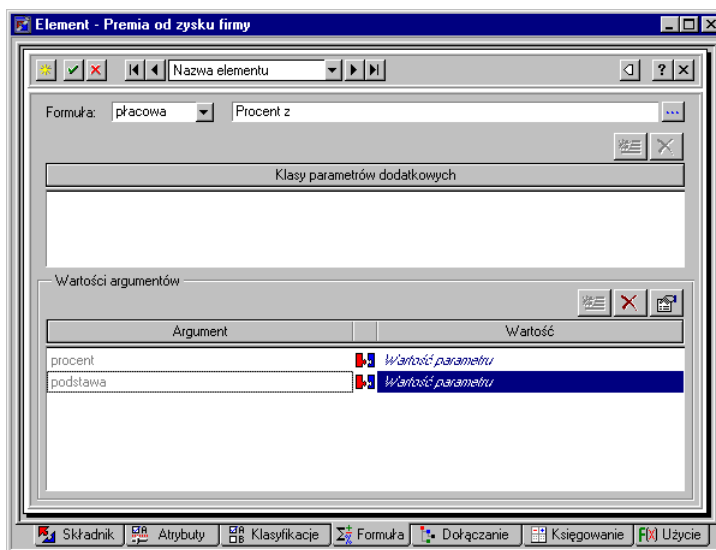 Element - Premia od zysku firmy
Nazwa elementu
Formuła: płacowa Procent z
Klasy parametrów dodatkowych
Wartości argumentów
Argument Wartość
procent Wartość parametru
podstawa Wartość parametru
Składnik Atrybuty Klasyfikacje Formuła Dołączanie Księgowanie Użycie